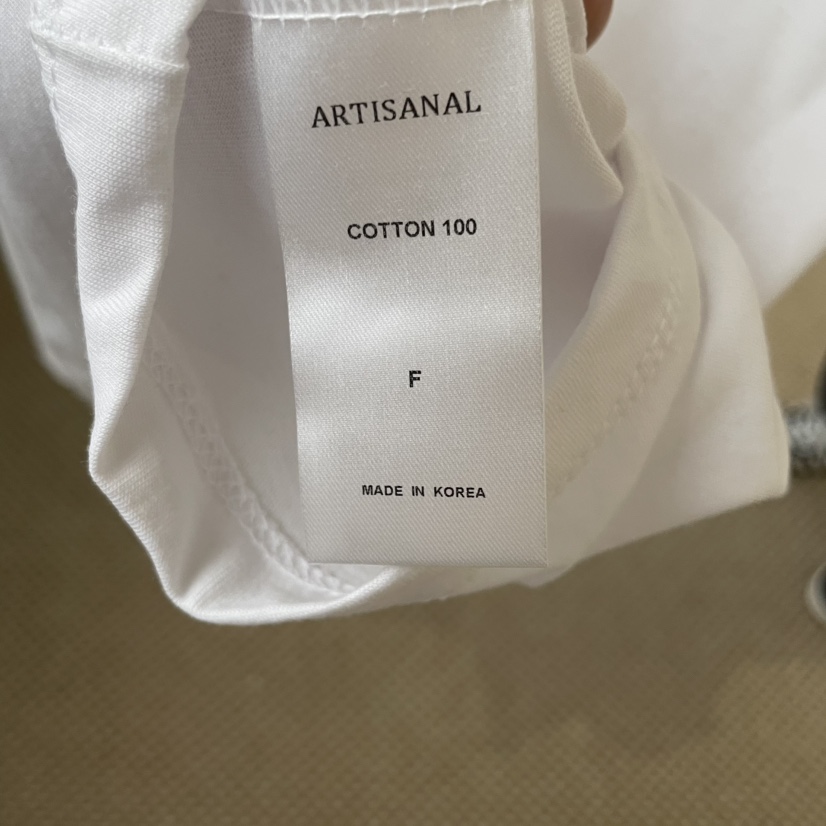 ARTISANAL
COTTON 100
F
MADE IN KOREA